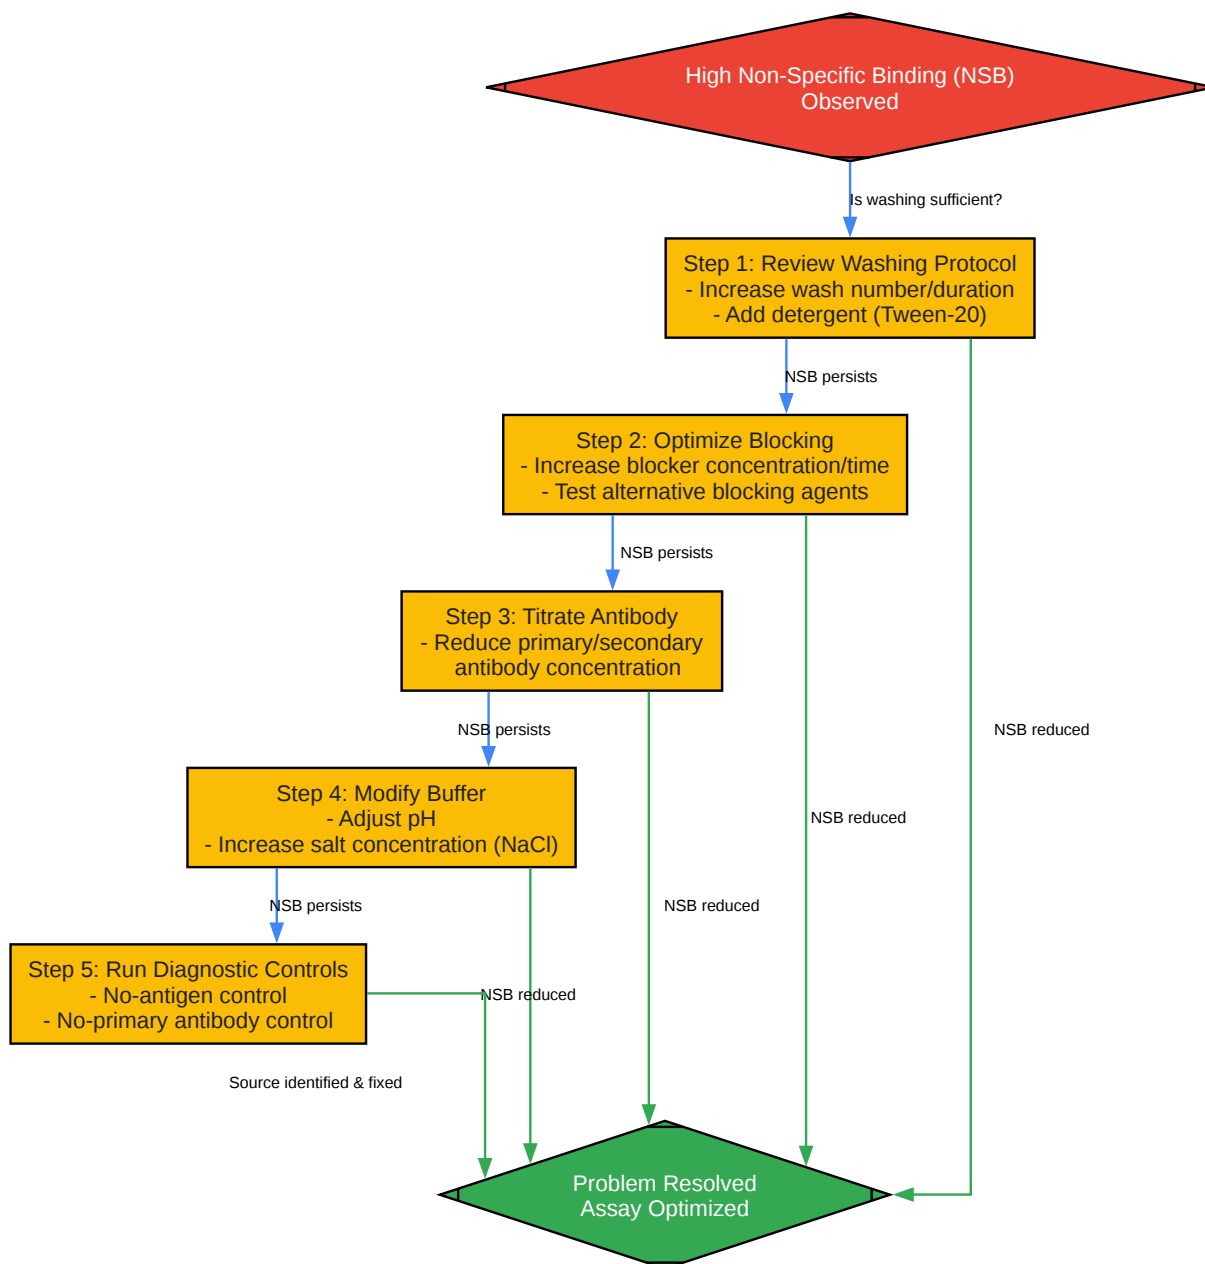 High Non-Specific Binding (NSB)
Observed
Is washing sufficient?
Step 1: Review Washing Protocol
- Increase wash number/duration
- Add detergent (Tween-20)
NSB persists
Step 2: Optimize Blocking
- Increase blocker concentration/time
- Test alternative blocking agents
NSB persists
Step 3: Titrate Antibody
- Reduce primary/secondary
antibody concentration
NSB persists
NSB reduced
Step 4: Modify Buffer
- Adjust pH
- Increase salt concentration (NaCl)
NSB reduced
NSB persists
NSB reduced
Step 5: Run Diagnostic Controls
- No-antigen control
- No-primary antibody control
NSB reduced
Source identified & fixed
Problem Resolved
Assay Optimized